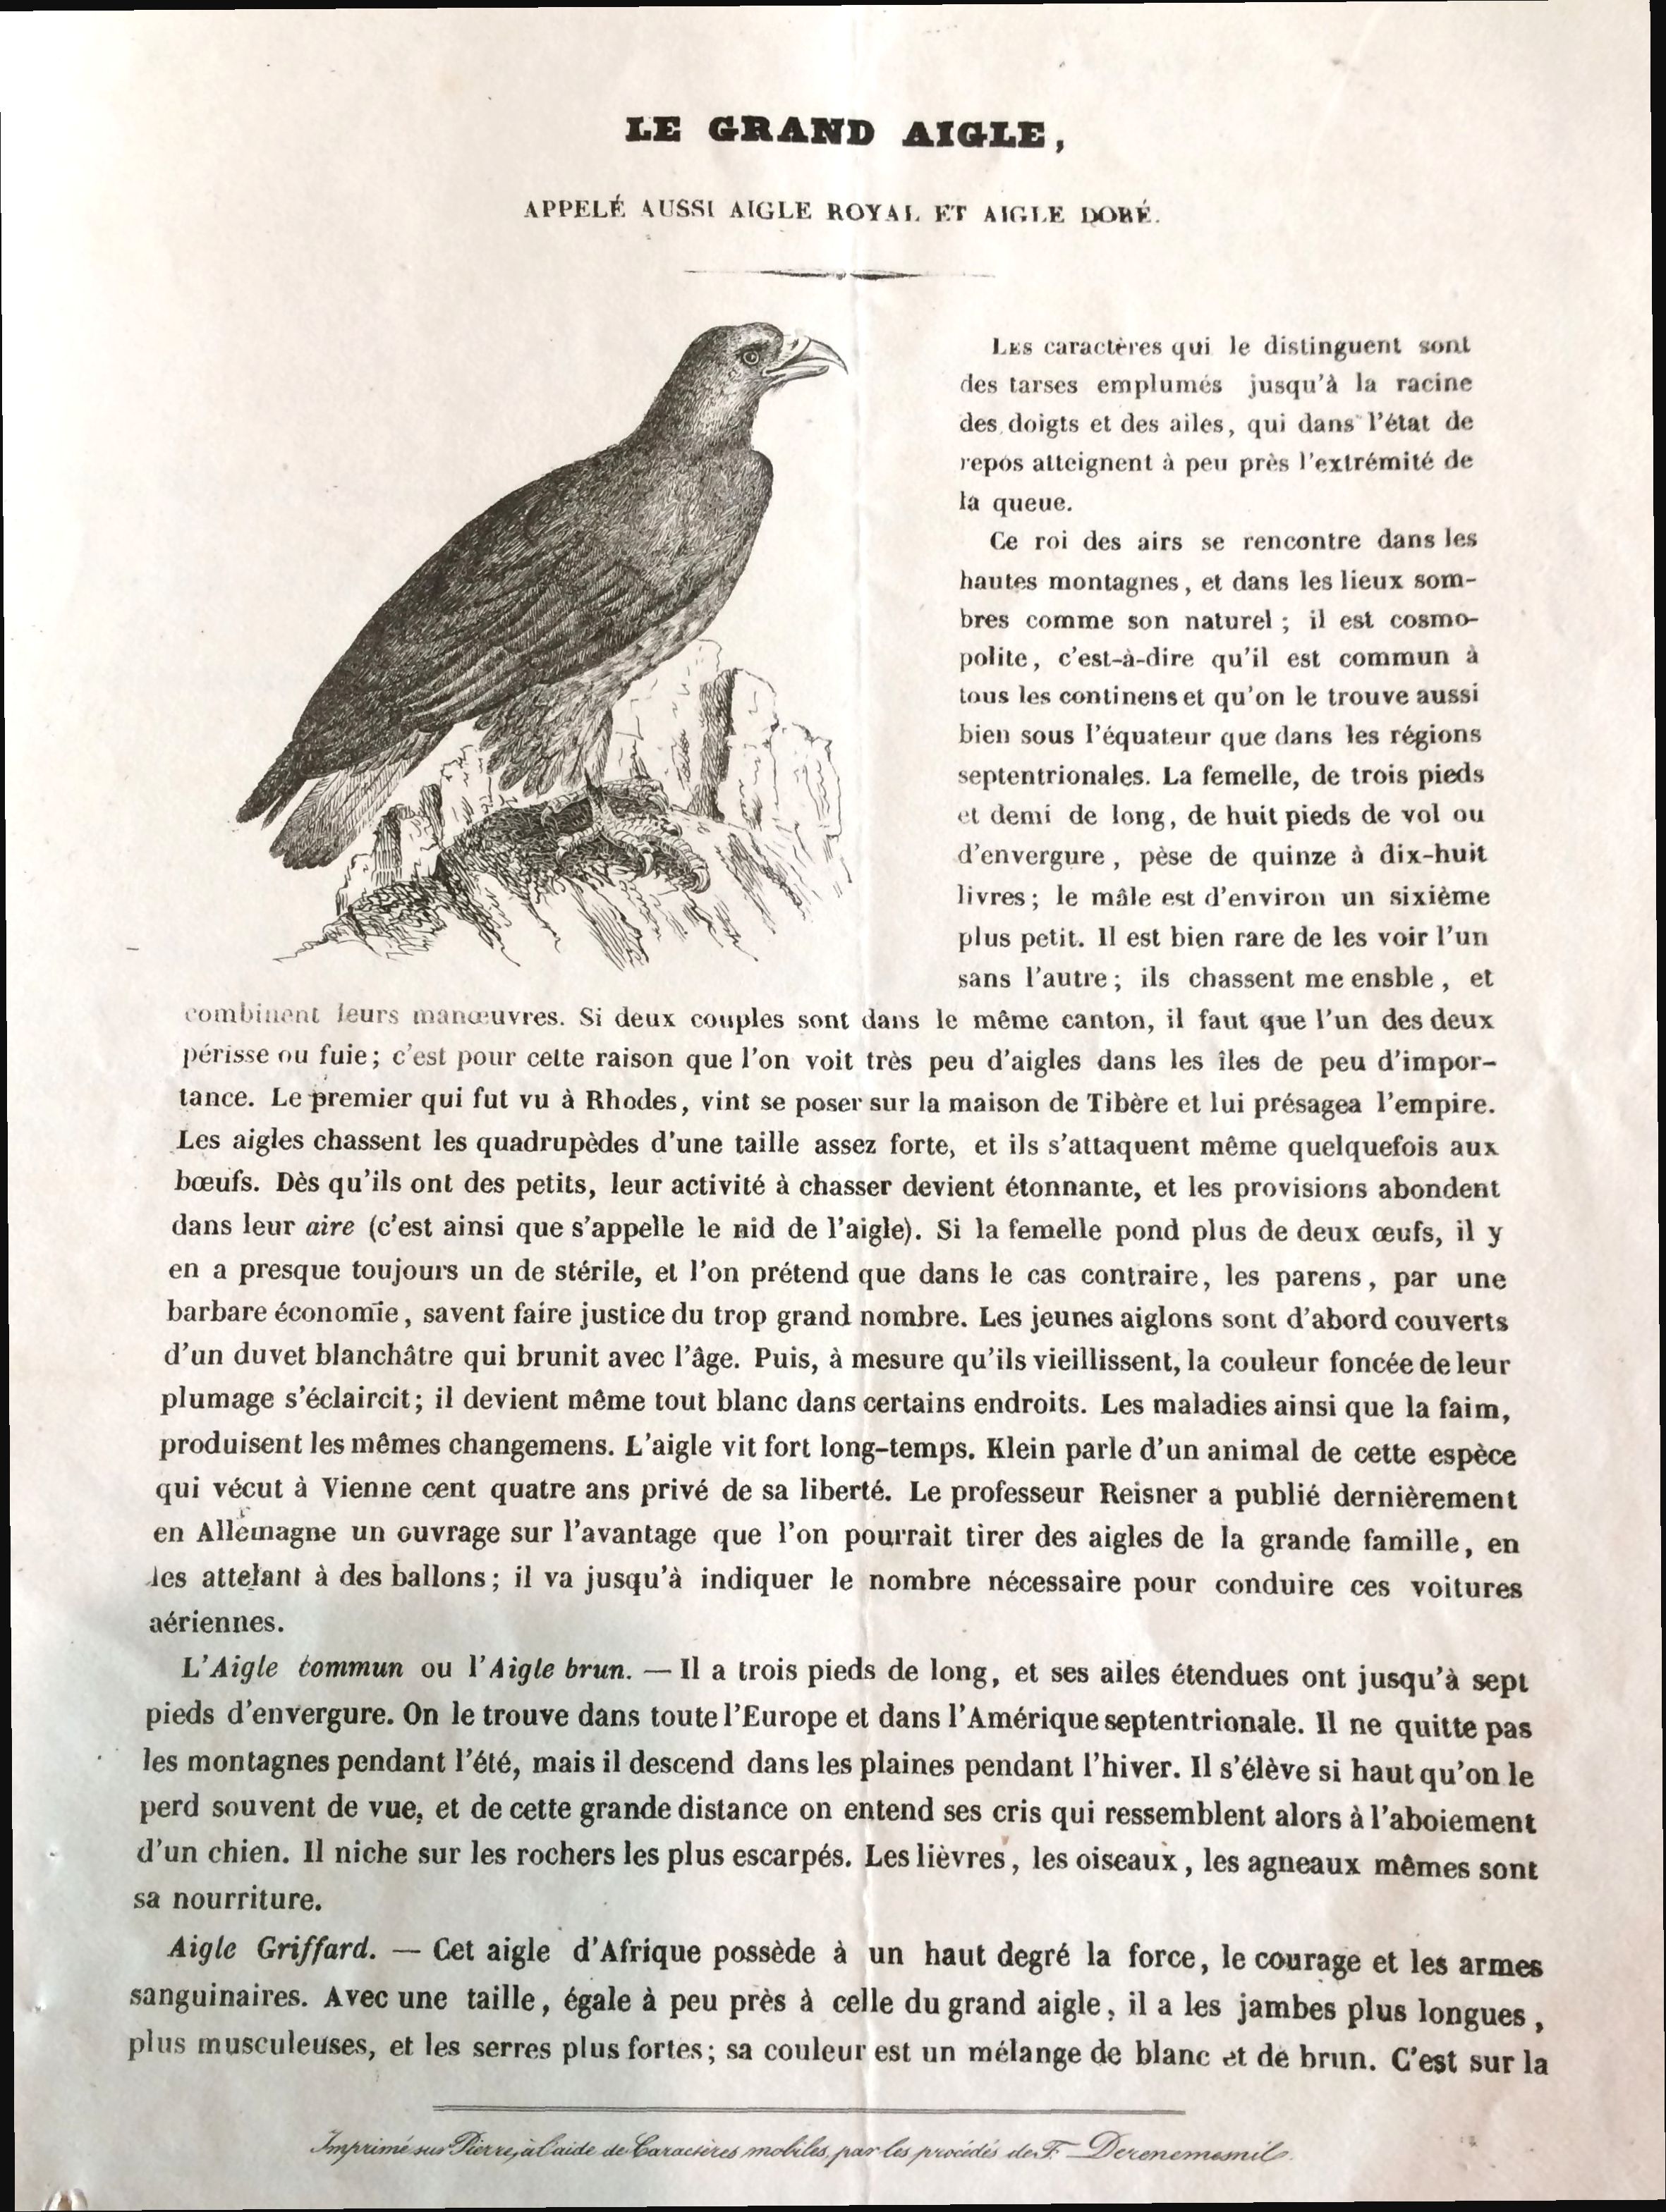 LE GRAND AIGLE,
APPELÉ AUSSI AIGLE ROYAL ET AIGLE DORÉ.
LES caractères qui le distinguent sont
des tarses emplumés jusqu'à la racine
des doigts et des ailes, qui dans l'état de
repos atteignent à peu près l'extrémité de
la queue.
Ce roi des airs se rencontre dans les
hautes montagnes, et dans les lieux som-
bres comme son naturel ; il est cosmo-
polite, c'est-à-dire qu'il est commun à
tous les continens et qu'on le trouve aussi
bien sous l'équateur que dans les régions
septentrionales. La femelle, de trois pieds
et demi de long, de huit pieds de vol ou
d'envergure, pèse de quinze à dix-huit
livres ; le mâle est d'environ un sixième
plus petit. Il est bien rare de les voir l'un
sans l'autre ; ils chassent me ensble, et
combinent leurs manœuvres. Si deux couples sont dans le même canton, il faut que l'un des deux
périsse ou fuie ; c'est pour cette raison que l'on voit très peu d'aigles dans les îles de peu d'impor-
tance. Le premier qui fut vu à Rhodes, vint se poser sur la maison de Tibère et lui présagea l'empire.
Les aigles chassent les quadrupèdes d'une taille assez forte, et ils s'attaquent même quelquefois aux
bœufs. Dès qu'ils ont des petits, leur activité à chasser devient étonnante, et les provisions abondent
dans leur aire (c'est ainsi que s'appelle le nid de l'aigle). Si la femelle pond plus de deux œufs, il y
en a presque toujours un de stérile, et l'on prétend que dans le cas contraire, les parens, par une
barbare économie, savent faire justice du trop grand nombre. Les jeunes aiglons sont d'abord couverts
d'un duvet blanchâtre qui brunit avec l'âge. Puis, à mesure qu'ils vieillissent, la couleur foncée de leur
plumage s'éclaircit ; il devient même tout blanc dans certains endroits. Les maladies ainsi que la faim,
produisent les mêmes changemens. L'aigle vit fort long-temps. Klein parle d'un animal de cette espèce
qui vécut à Vienne cent quatre ans privé de sa liberté. Le professeur Reisner a publié dernièrement
en Allemagne un ouvrage sur l'avantage que l'on pourrait tirer des aigles de la grande famille, en
les attelant à des ballons ; il va jusqu'à indiquer le nombre nécessaire pour conduire ces voitures
aériennes.
L'Aigle commun ou l'Aigle brun. — Il a trois pieds de long, et ses ailes étendues ont jusqu'à sept
pieds d'envergure. On le trouve dans toute l'Europe et dans l'Amérique septentrionale. Il ne quitte pas
les montagnes pendant l'été, mais il descend dans les plaines pendant l'hiver. Il s'élève si haut qu'on le
perd souvent de vue, et de cette grande distance on entend ses cris qui ressemblent alors à l'aboiement
d'un chien. Il niche sur les rochers les plus escarpés. Les lièvres, les oiseaux, les agneaux mêmes sont
sa nourriture.
Aigle Griffard. — Cet aigle d'Afrique possède à un haut degré la force, le courage et les armes
sanguinaires. Avec une taille, égale à peu près à celle du grand aigle, il a les jambes plus longues,
plus musculeuses, et les serres plus fortes ; sa couleur est un mélange de blanc et de brun. C'est sur la
Imprimé sur Pierre, à l'aide de Caractères mobiles, par les procédés de F. Derenemesnil.